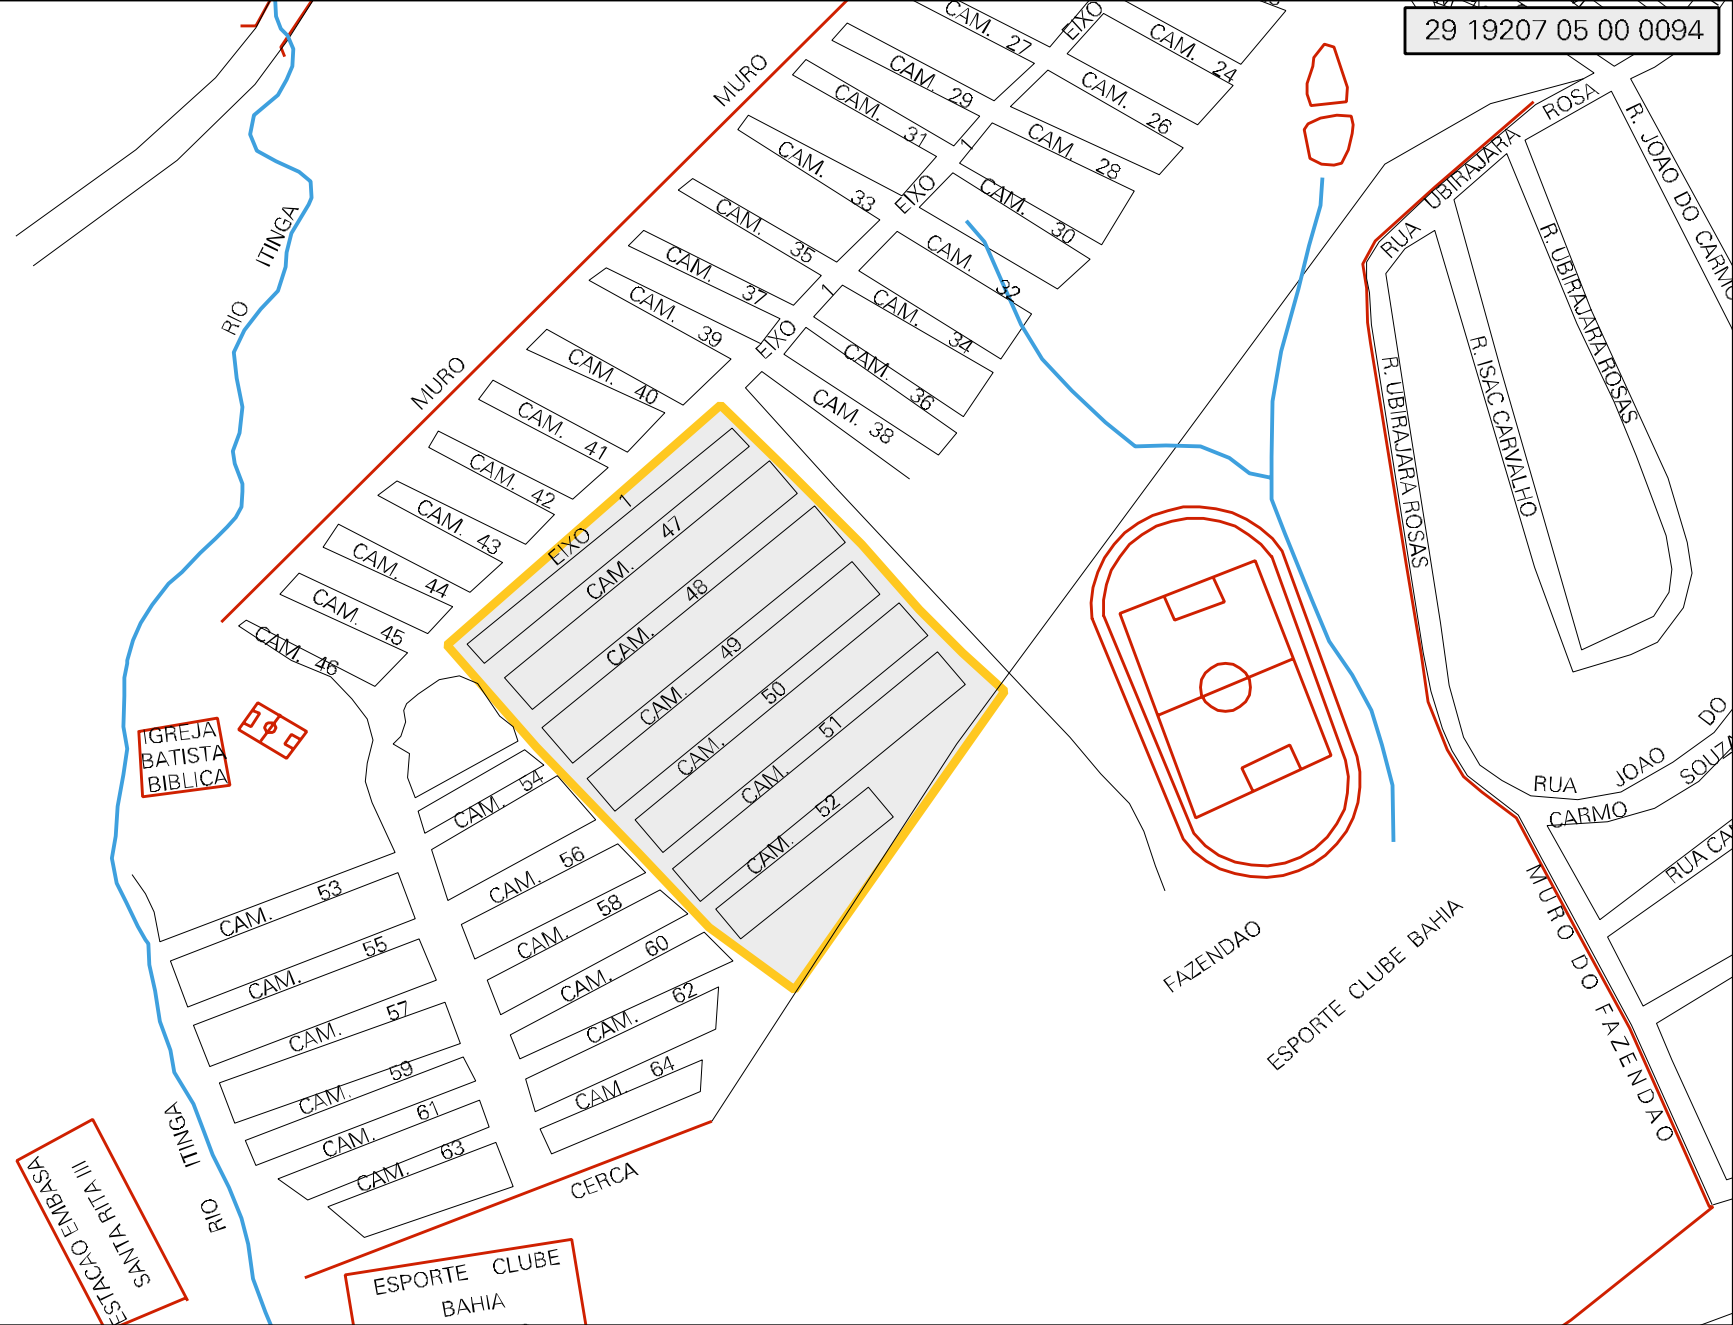 29 19207 05 00 0094
CAM. 27
EIXO
CAM. 24
MURO
CAM. 29
CAM. 26
CAM. 31
1
CAM. 28
ROSA
UBIRAJARA
RUA
R. JOAO DO CARMO
CAM. 33
EIXO
CAM. 30
CAM. 35
CAM. 32
ITINGA
RIO
CAM. 37
1
CAM. 34
CAM. 39
EIXO
CAM. 36
R. UBIRAJARA ROSAS
R. UBIRAJARA ROSAS
R. ISAC CARVALHO
MURO
CAM. 40
CAM. 38
CAM. 41
CAM. 42
CAM. 43
EIXO 1
CAM. 47
CAM. 44
CAM. 48
CAM. 45
CAM. 49
CAM. 46
CAM. 50
CAM. 51
CAM. 52
IGREJA
BATISTA
BIBLICA
CAM. 54
CAM. 56
CAM. 53
CAM. 58
CAM. 55
CAM. 60
CAM. 57
CAM. 62
CAM. 59
CAM. 64
CAM. 61
CAM. 63
RUA JOAO DO
CARMO SOUZA
RUA CA
MURO DO FAZENDAO
FAZENDAO
ESPORTE CLUBE BAHIA
RIO ITINGA
CERCA
ESTACAO EMBASA
SANTA RITA III
ESPORTE CLUBE
BAHIA